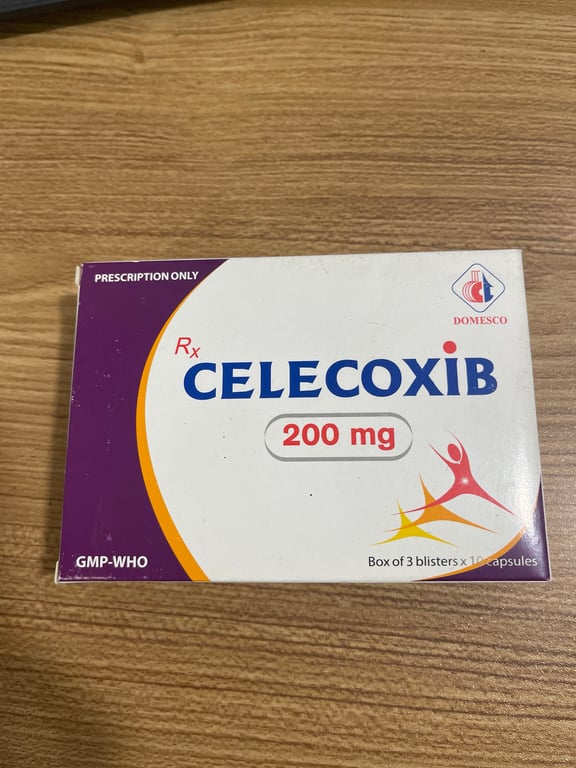 PRESCRIPTION ONLY
DOMESCO
Rx
CELECOXIB
200 mg
GMP-WHO
Box of 3 blisters x 10 capsules